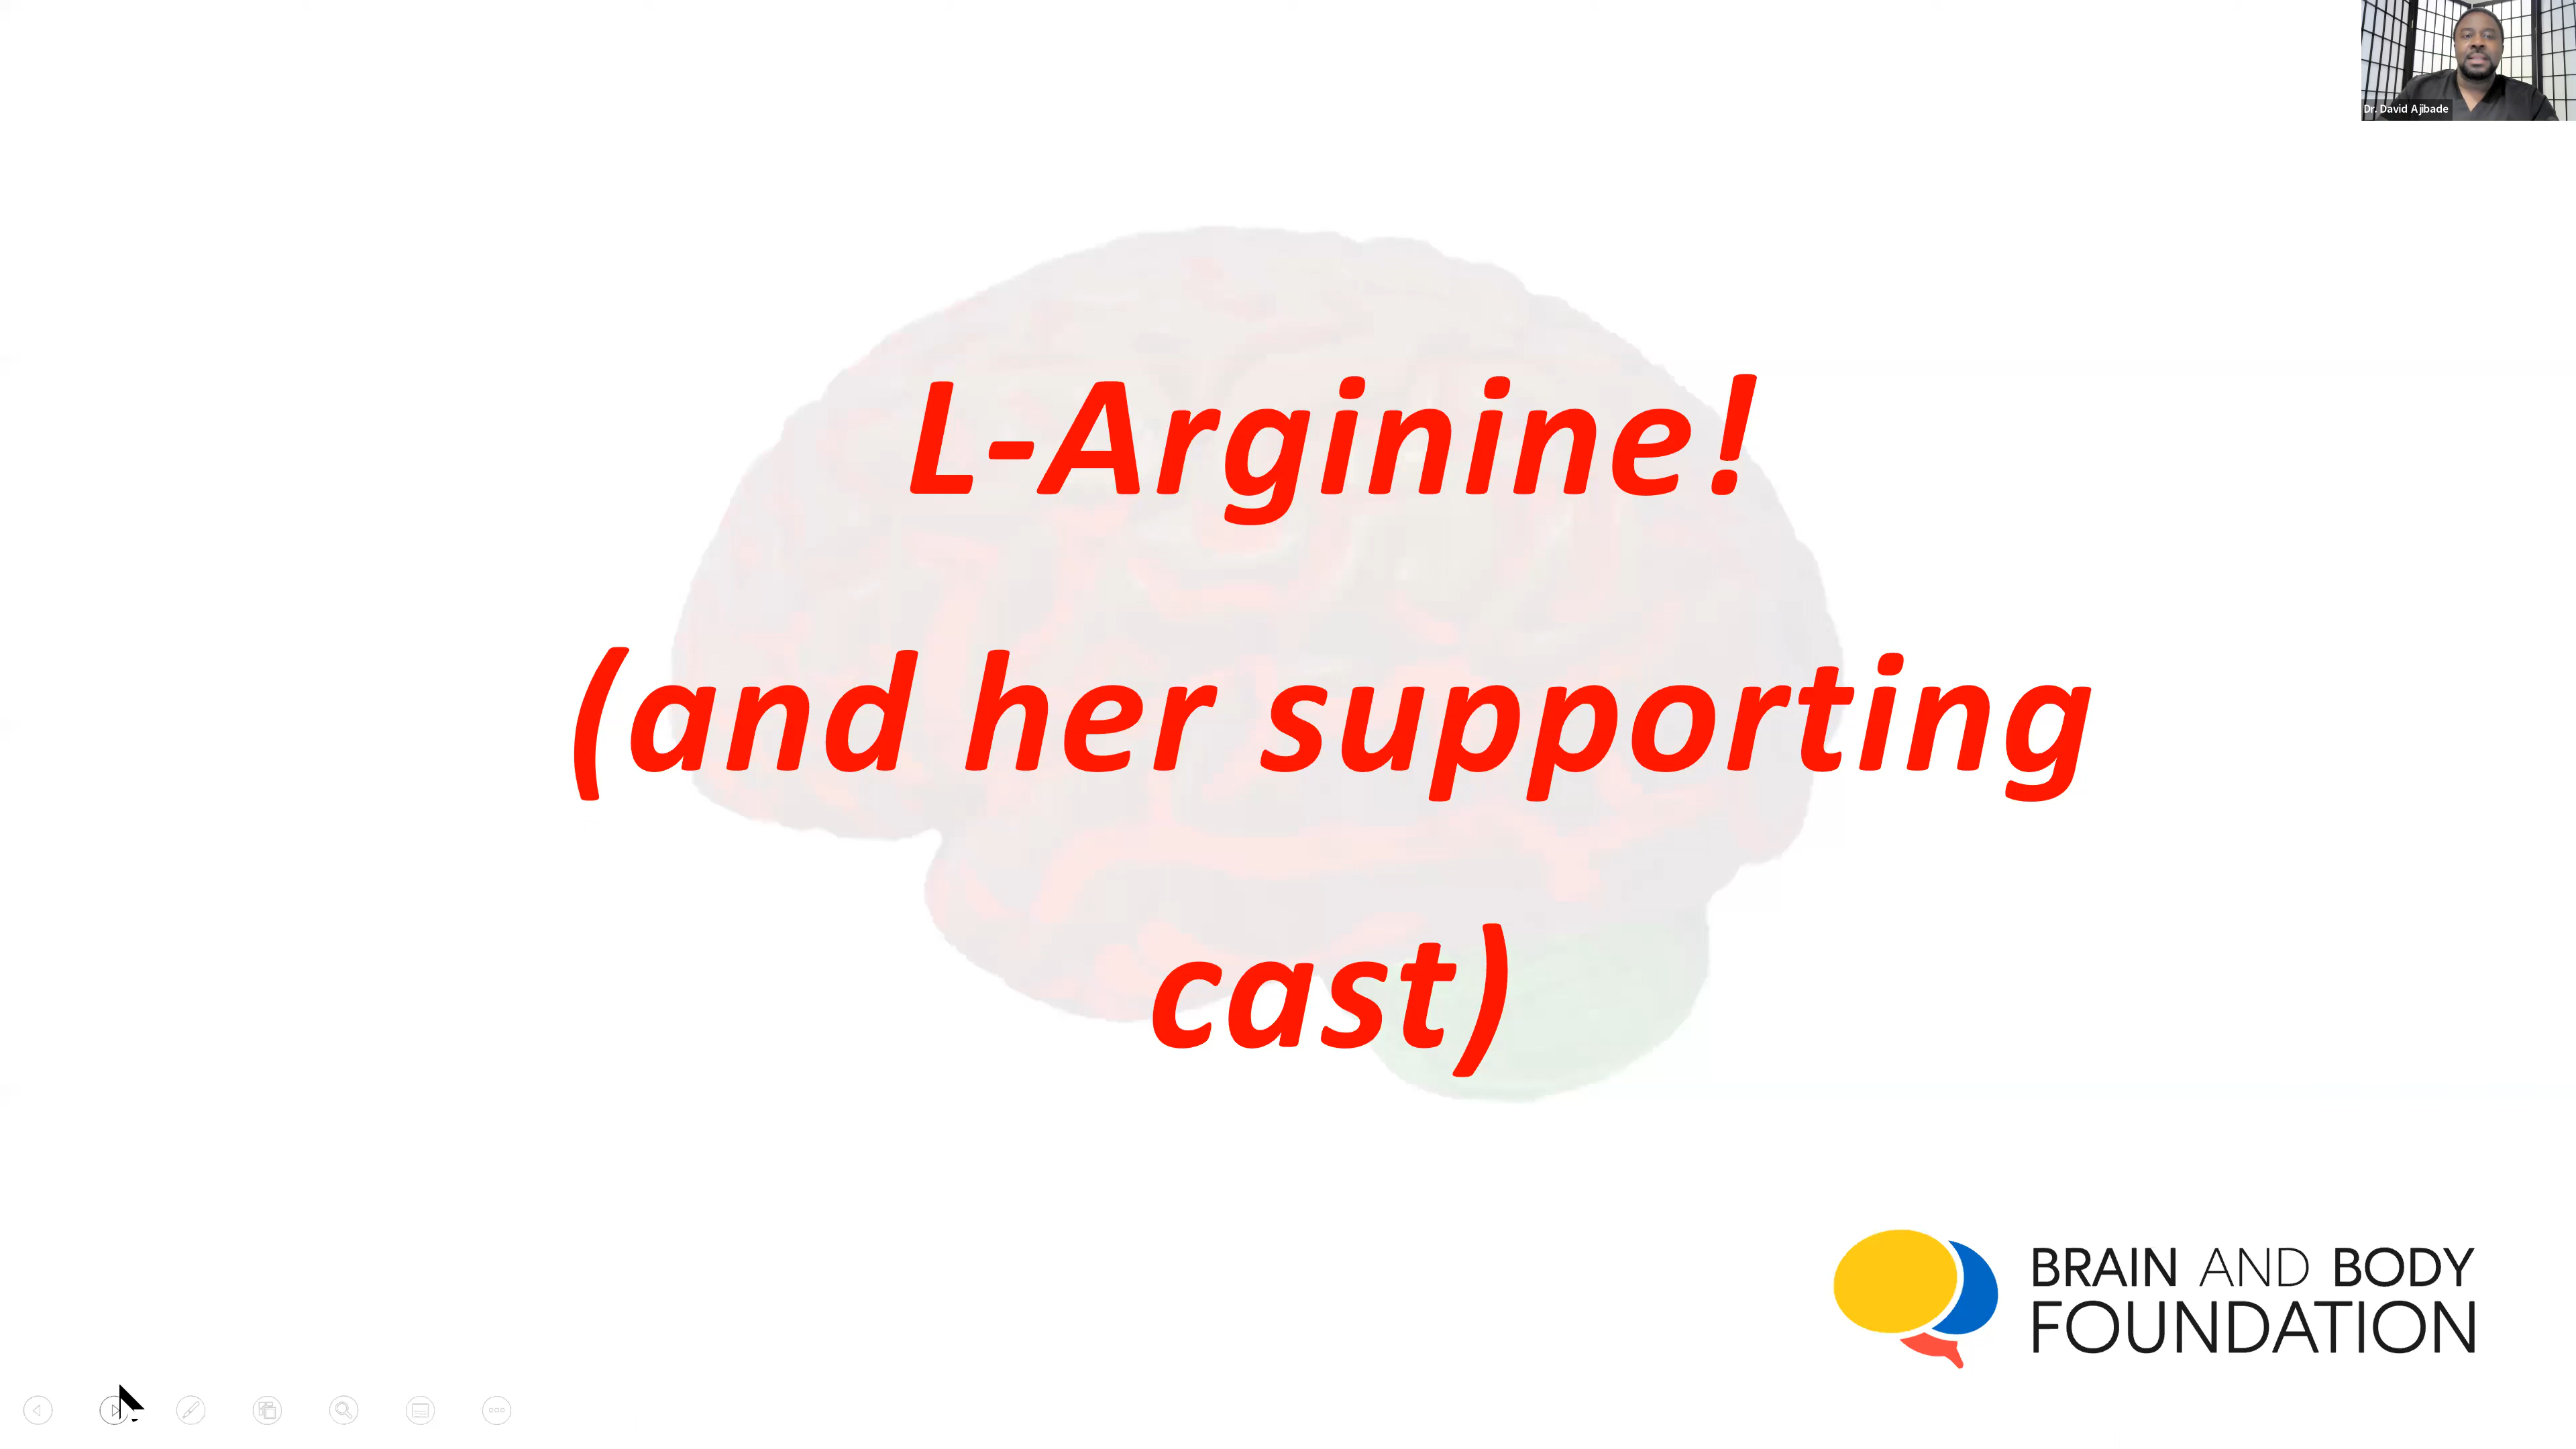 Dr. David Ajibade
L-Arginine!
(and her supporting
cast)
BRAIN AND BODY
FOUNDATION